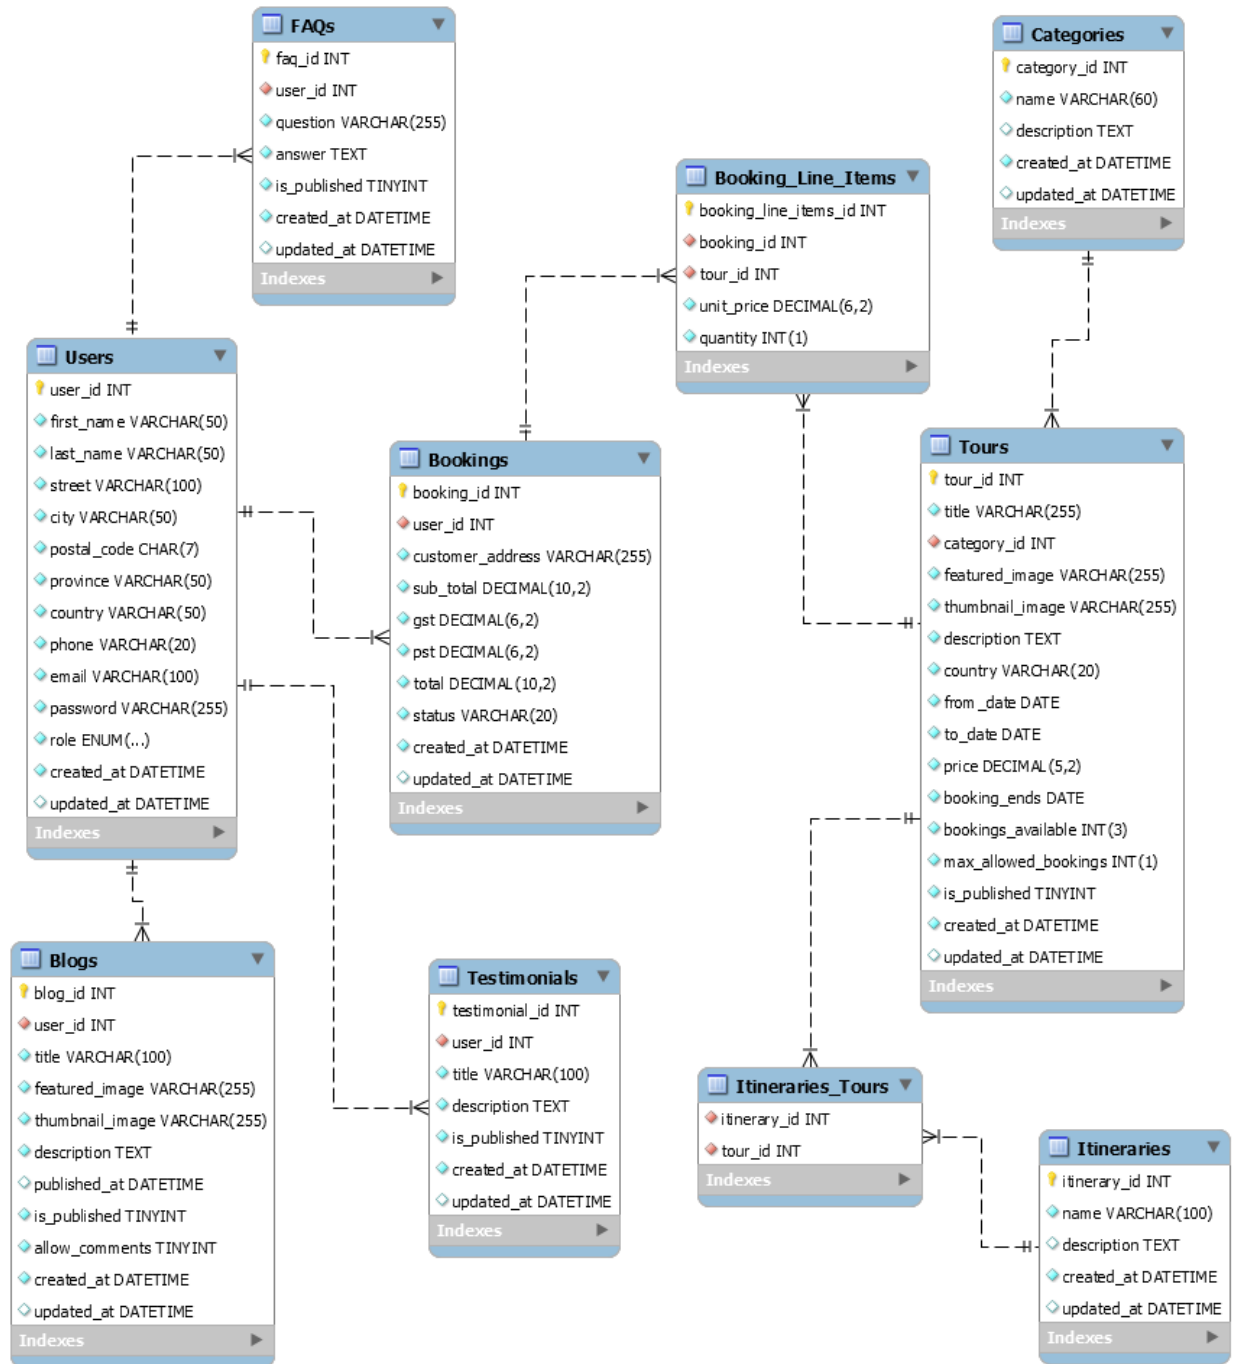 FAQs
faq_id INT
user_id INT
question VARCHAR(255)
answer TEXT
is_published TINYINT
created_at DATETIME
updated_at DATETIME
Indexes
Categories
category_id INT
name VARCHAR(60)
description TEXT
created_at DATETIME
updated_at DATETIME
Indexes
Booking_Line_Items
booking_line_items_id INT
booking_id INT
tour_id INT
unit_price DECIMAL(6,2)
quantity INT(1)
Indexes
Users
user_id INT
first_name VARCHAR(50)
last_name VARCHAR(50)
street VARCHAR(100)
city VARCHAR(50)
postal_code CHAR(7)
province VARCHAR(50)
country VARCHAR(50)
phone VARCHAR(20)
email VARCHAR(100)
password VARCHAR(255)
role ENUM(...)
created_at DATETIME
updated_at DATETIME
Indexes
Bookings
booking_id INT
user_id INT
customer_address VARCHAR(255)
sub_total DECIMAL(10,2)
gst DECIMAL(6,2)
pst DECIMAL(6,2)
total DECIMAL(10,2)
status VARCHAR(20)
created_at DATETIME
updated_at DATETIME
Indexes
Tours
tour_id INT
title VARCHAR(255)
category_id INT
featured_image VARCHAR(255)
thumbnail_image VARCHAR(255)
description TEXT
country VARCHAR(20)
from_date DATE
to_date DATE
price DECIMAL(5,2)
booking_ends DATE
bookings_available INT(3)
max_allowed_bookings INT(1)
is_published TINYINT
created_at DATETIME
updated_at DATETIME
Indexes
Blogs
blog_id INT
user_id INT
title VARCHAR(100)
featured_image VARCHAR(255)
thumbnail_image VARCHAR(255)
description TEXT
published_at DATETIME
is_published TINYINT
allow_comments TINYINT
created_at DATETIME
updated_at DATETIME
Indexes
Testimonials
testimonial_id INT
user_id INT
title VARCHAR(100)
description TEXT
is_published TINYINT
created_at DATETIME
updated_at DATETIME
Indexes
Itineraries_Tours
itinerary_id INT
tour_id INT
Indexes
Itineraries
itinerary_id INT
name VARCHAR(100)
description TEXT
created_at DATETIME
updated_at DATETIME
Indexes